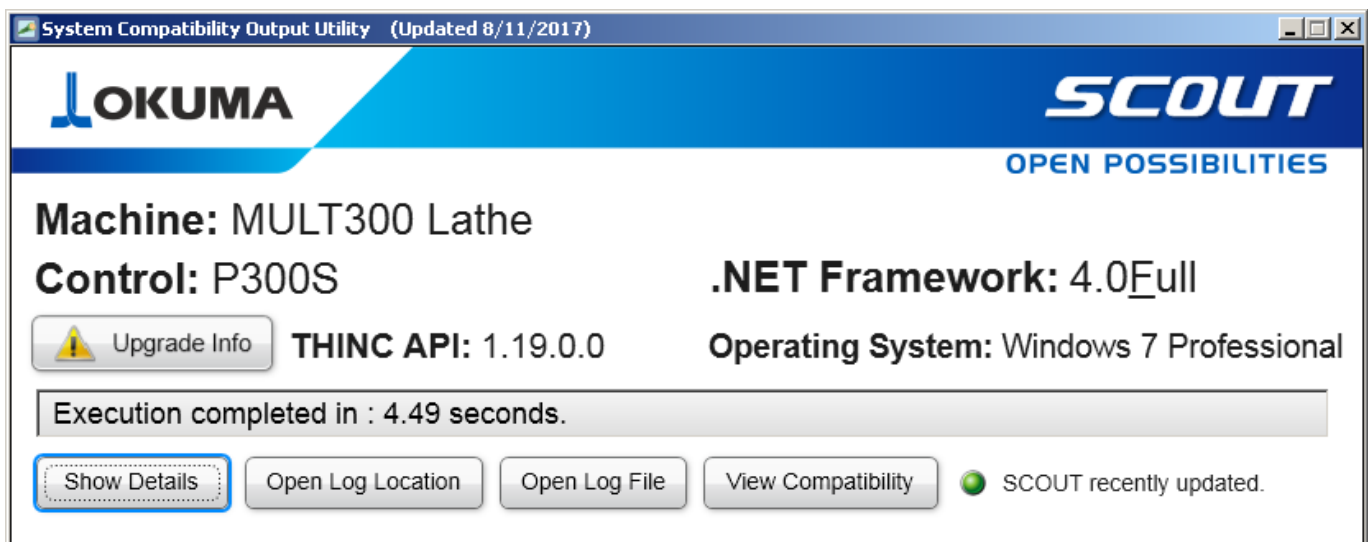 System Compatibility Output Utility (Updated 8/11/2017)
OKUMA
SCOUT
OPEN POSSIBILITIES
Machine: MULT300 Lathe
Control: P300S
.NET Framework: 4.0Full
Upgrade Info
THINC API: 1.19.0.0
Operating System: Windows 7 Professional
Execution completed in : 4.49 seconds.
Show Details
Open Log Location
Open Log File
View Compatibility
SCOUT recently updated.